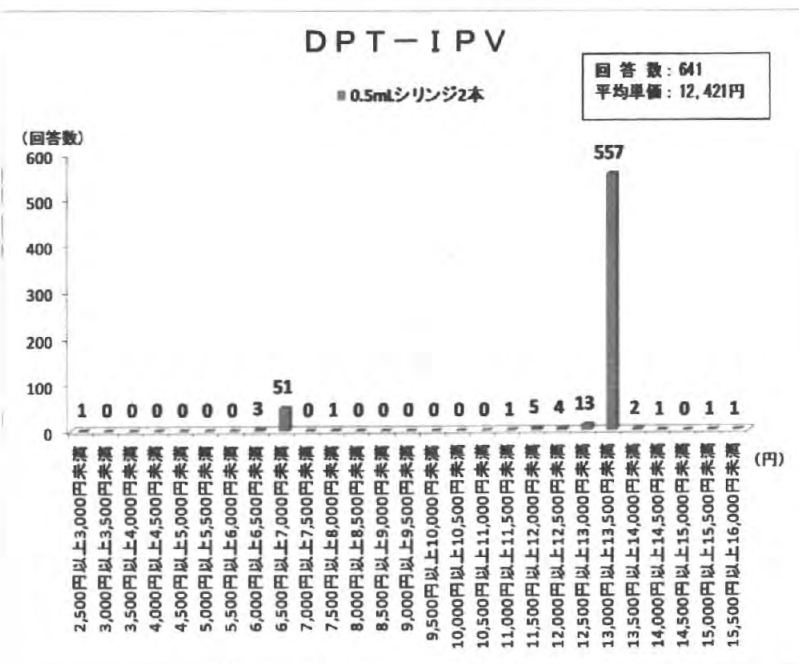 DPT－IPV
回 答 数：641
平均単価：12,421円
0.5mLシリンジ2本
(回答数)
600
500
400
300
200
100
0
1 0 0 0 0 0 0 3 51 0 1 0 0 0 0 0 0 1 5 4 13 557 2 1 0 1 1
2,500円以上3,000円未満
3,000円以上3,500円未満
3,500円以上4,000円未満
4,000円以上4,500円未満
4,500円以上5,000円未満
5,000円以上5,500円未満
5,500円以上6,000円未満
6,000円以上6,500円未満
6,500円以上7,000円未満
7,000円以上7,500円未満
7,500円以上8,000円未満
8,000円以上8,500円未満
8,500円以上9,000円未満
9,000円以上9,500円未満
9,500円以上10,000円未満
10,000円以上10,500円未満
10,500円以上11,000円未満
11,000円以上11,500円未満
11,500円以上12,000円未満
12,000円以上12,500円未満
12,500円以上13,000円未満
13,000円以上13,500円未満
13,500円以上14,000円未満
14,000円以上14,500円未満
14,500円以上15,000円未満
15,000円以上15,500円未満
15,500円以上16,000円未満
(円)